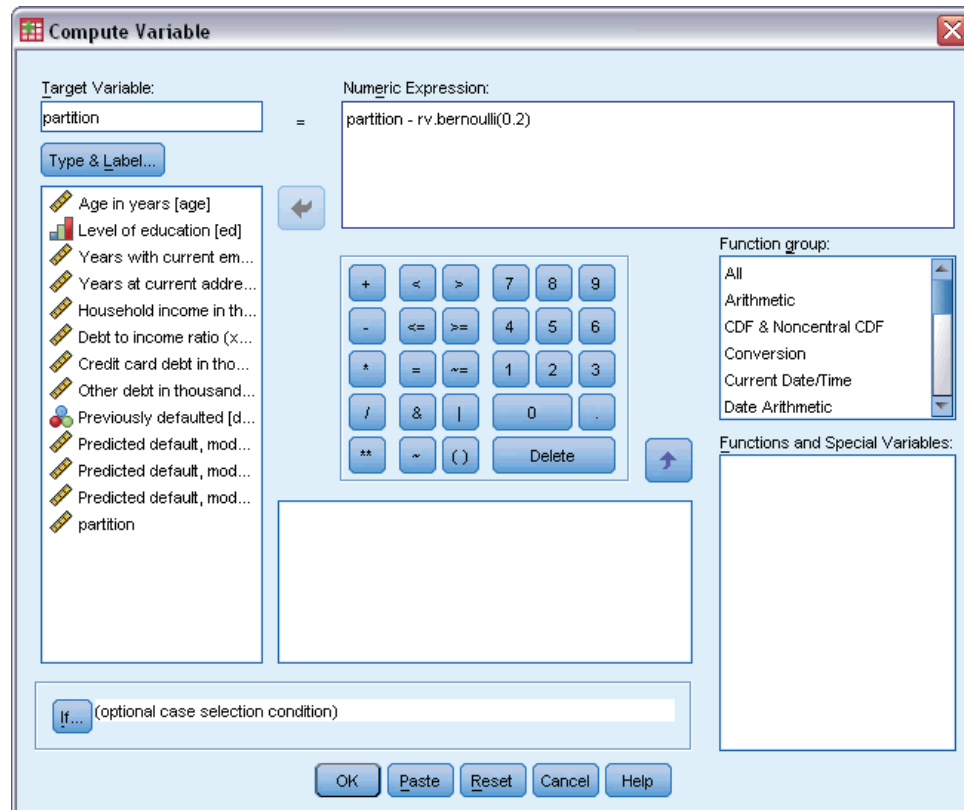 Compute Variable
Target Variable:
partition
=
Numeric Expression:
partition - rv.bernoulli(0.2)
Type & Label...
Age in years [age]
Level of education [ed]
Years with current em...
Years at current addre...
Household income in th...
Debt to income ratio (x...
Credit card debt in tho...
Other debt in thousand...
Previously defaulted [d...
Predicted default, mod...
Predicted default, mod...
Predicted default, mod...
partition
+ < > 7 8 9
- <= >= 4 5 6
* = ~= 1 2 3
/ & | 0 .
** ~ ( ) Delete
Function group:
All
Arithmetic
CDF & Noncentral CDF
Conversion
Current Date/Time
Date Arithmetic
Functions and Special Variables:
If... (optional case selection condition)
OK Paste Reset Cancel Help